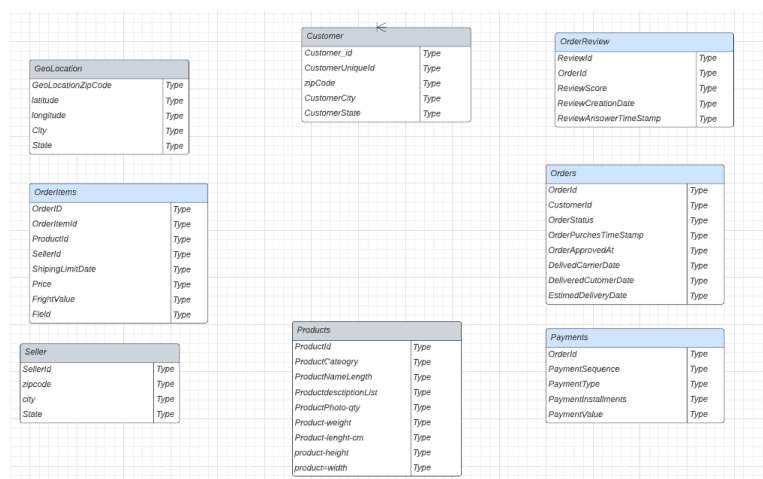 Customer
Customer_id Type
CustomerUniqueId Type
zipCode Type
CustomerCity Type
CustomerState Type
OrderReview
ReviewId Type
OrderId Type
ReviewScore Type
ReviewCreationDate Type
ReviewAnsowerTimeStamp Type
GeoLocation
GeoLocationZipCode Type
latitude Type
longitude Type
City Type
State Type
Orders
OrderId Type
CustomerId Type
OrderStatus Type
OrderPurchesTimeStamp Type
OrderApprovedAt Type
DelivedCarrierDate Type
DeliveredCutomerDate Type
EstimedDeliveryDate Type
OrderItems
OrderID Type
OrderItemId Type
ProductId Type
SellerId Type
ShipingLimitDate Type
Price Type
FrightValue Type
Field Type
Products
ProductId Type
ProductCateogry Type
ProductNameLength Type
ProductdesctiptionList Type
ProductPhoto-qty Type
Product-weight Type
Product-lenght-cm Type
product-height Type
product=width Type
Payments
OrderId Type
PaymentSequence Type
PaymentType Type
PaymentInstallments Type
PaymentValue Type
Seller
SellerId Type
zipcode Type
city Type
State Type